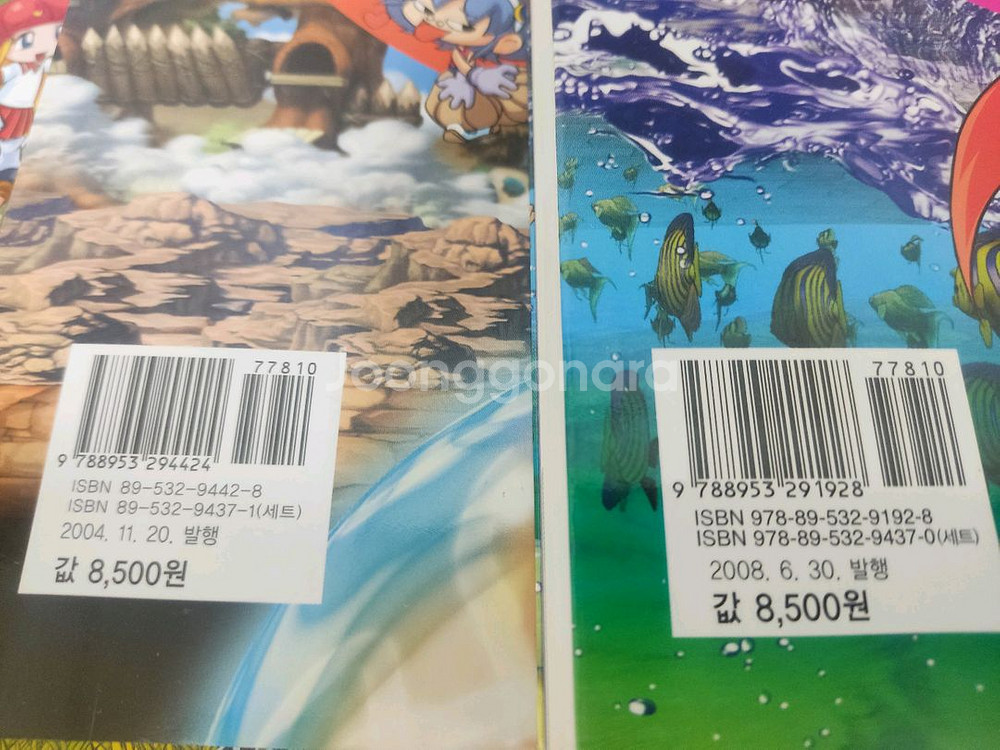 77810
9 788953 294424
ISBN 89-532-9442-8
ISBN 89-532-9437-1(세트)
2004. 11. 20. 발행
값 8,500원
Joonggonara
77810
9 788953 291928
ISBN 978-89-532-9192-8
ISBN 978-89-532-9437-0(세트)
2008. 6. 30. 발행
값 8,500원